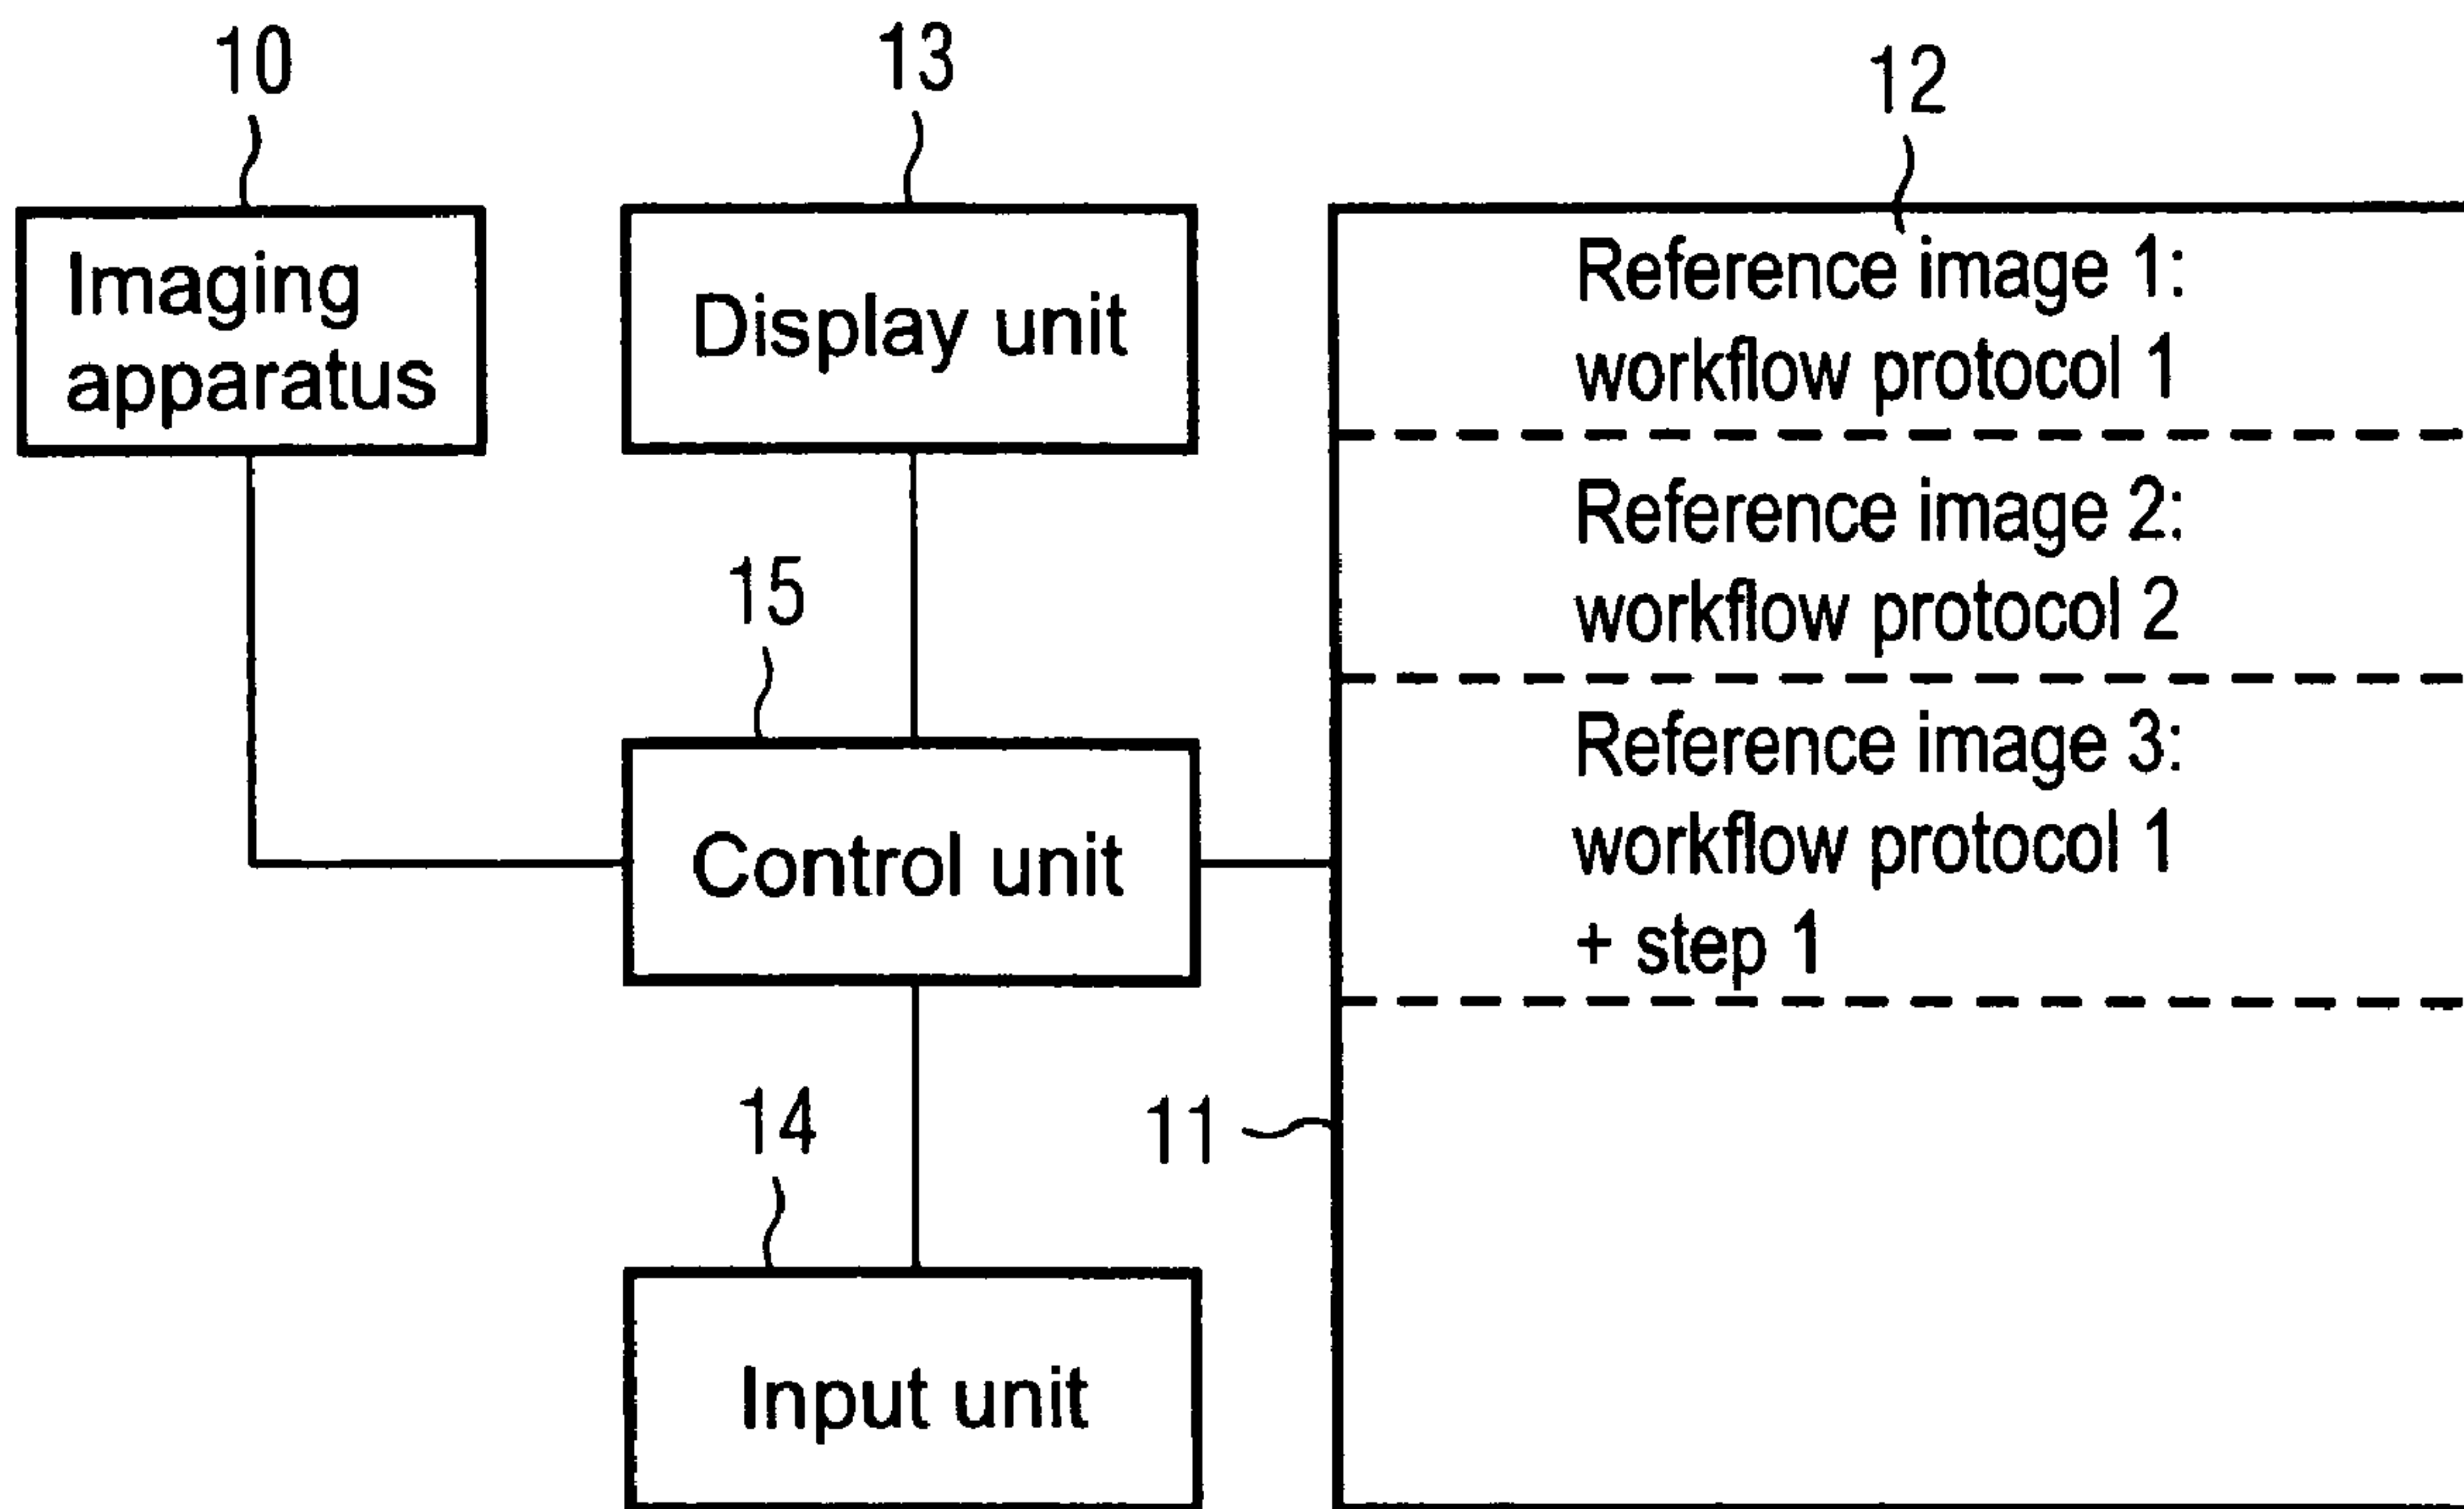 10
13
12
Imaging
apparatus
Display unit
Reference image 1:
workflow protocol 1
Reference image 2:
workflow protocol 2
15
Control unit
Reference image 3:
workflow protocol 1
+ step 1
14
11
Input unit